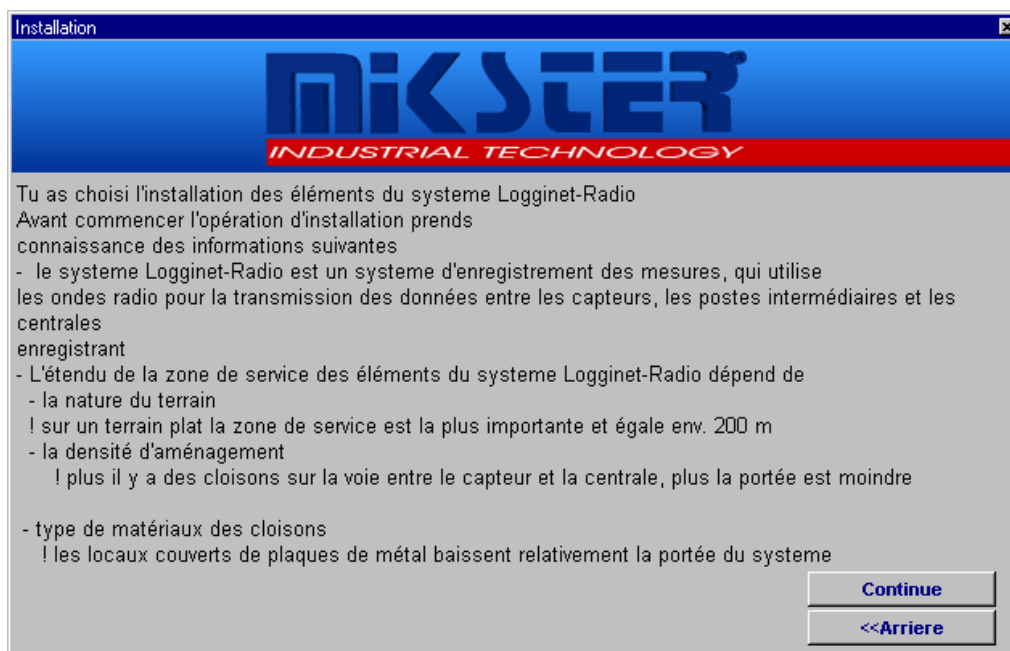 Installation
MiKSTER®
INDUSTRIAL TECHNOLOGY
Tu as choisi l'installation des éléments du systeme Logginet-Radio
Avant commencer l'opération d'installation prends
connaissance des informations suivantes
- le systeme Logginet-Radio est un systeme d'enregistrement des mesures, qui utilise
les ondes radio pour la transmission des données entre les capteurs, les postes intermédiaires et les
centrales
enregistrant
- L'étendu de la zone de service des éléments du systeme Logginet-Radio dépend de
- la nature du terrain
! sur un terrain plat la zone de service est la plus importante et égale env. 200 m
- la densité d'aménagement
! plus il y a des cloisons sur la voie entre le capteur et la centrale, plus la portée est moindre
- type de matériaux des cloisons
! les locaux couverts de plaques de métal baissent relativement la portée du systeme
Continue
<<Arriere